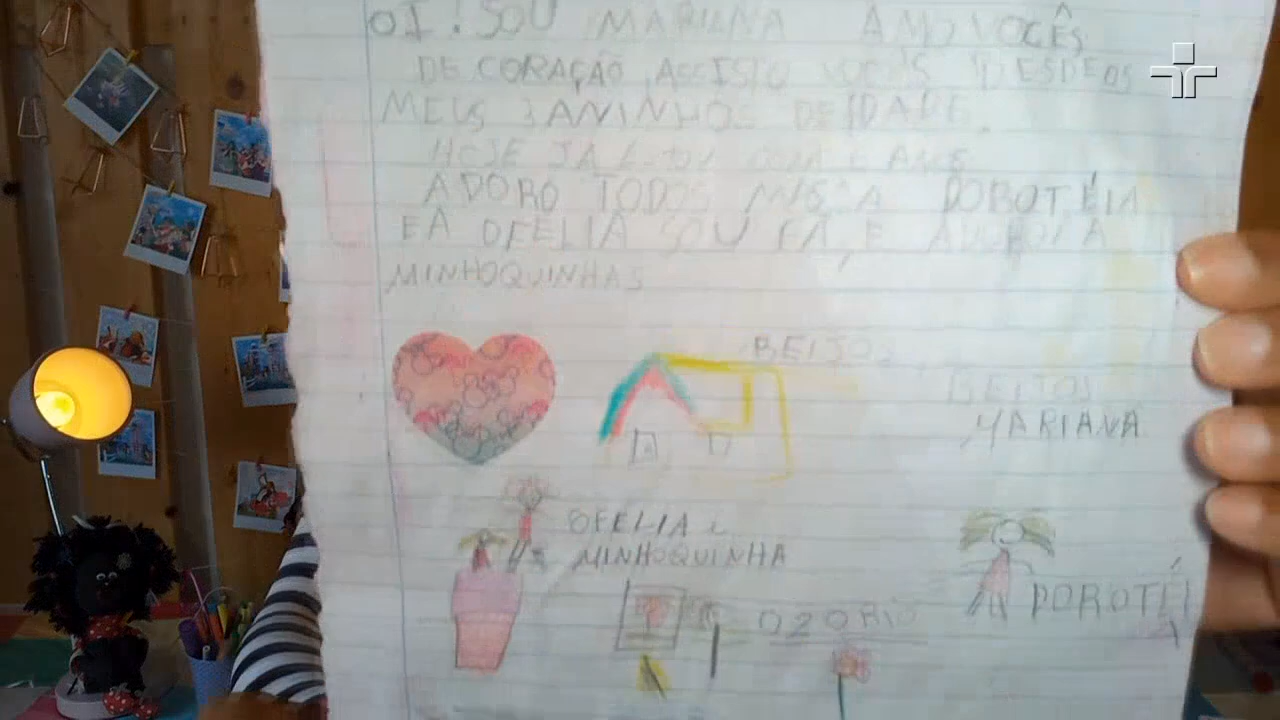 OI! SOU MARIANA AMO VOCÊS
DE CORAÇÃO, ASSISTO VOCÊS DESDE OS
MEUS 3 ANINHOS DE IDADE.
HOJE JÁ ESTOU COM 6 ANOS
ADORO TODOS MAS A DOROTÉIA
E A OFELIA SOU FÃ, E ADORO A
MINHOQUINHAS
BEIJOS
BEIJOS
MARIANA
OFELIA e
MINHOQUINHA
OZORIO
DOROTÉIA